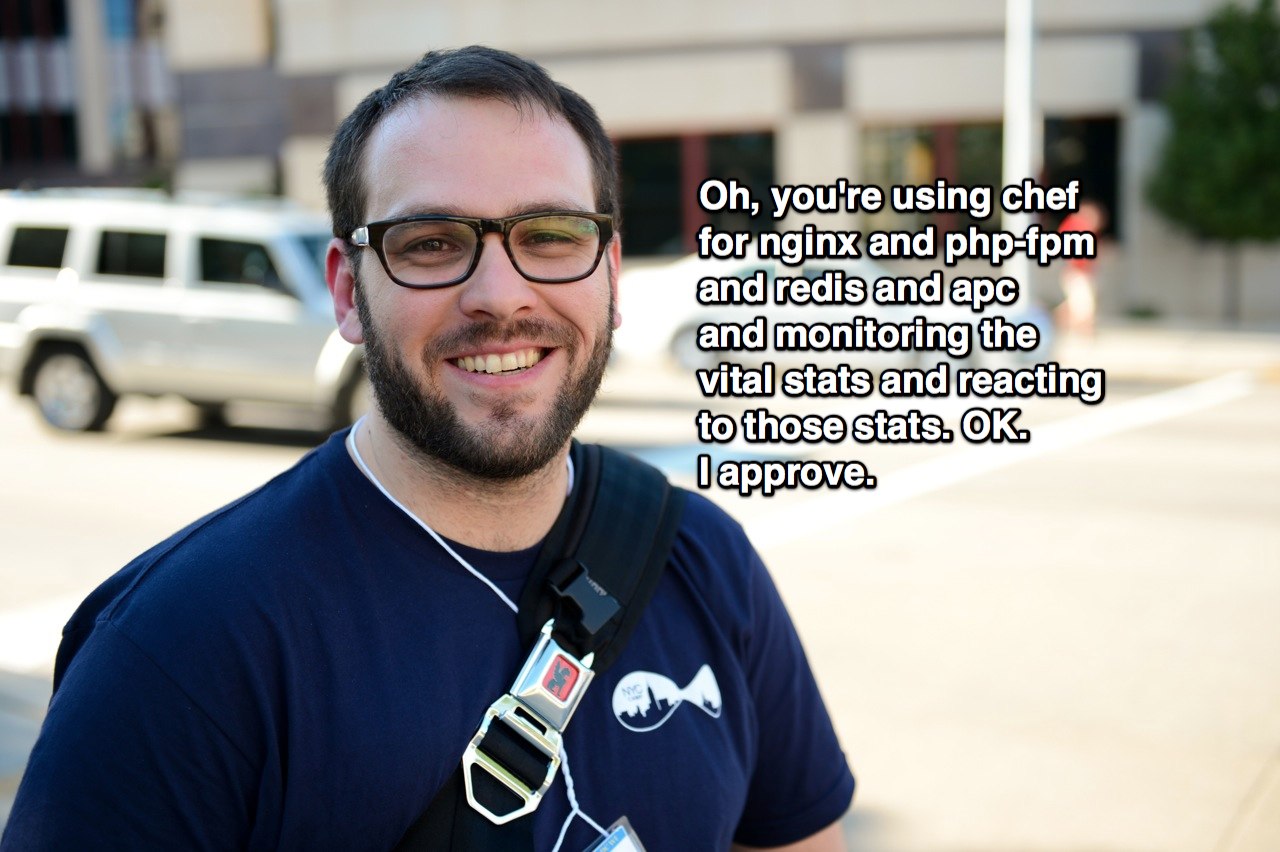 Oh, you're using chef
for nginx and php-fpm
and redis and apc
and monitoring the
vital stats and reacting
to those stats. OK.
I approve.
NYC